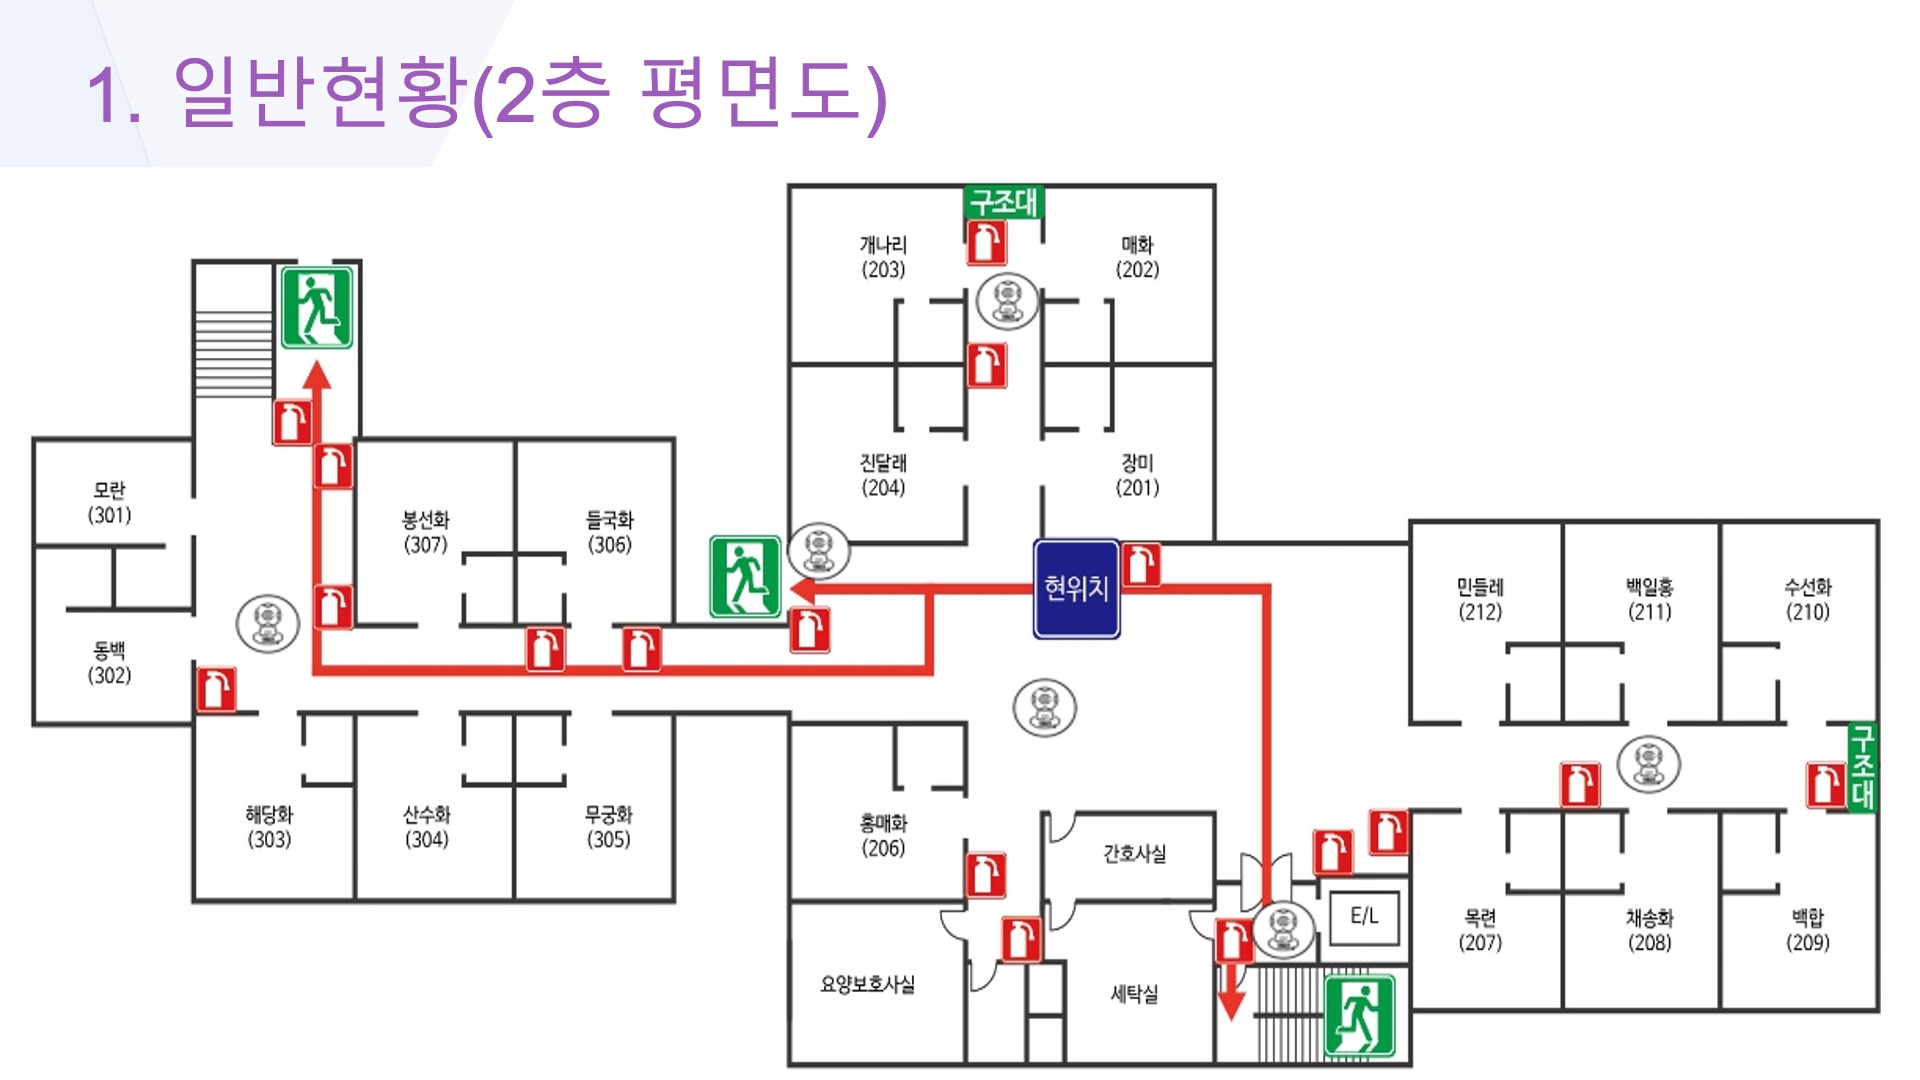 1. 일반현황(2층 평면도)
구조대
개나리
(203)
매화
(202)
진달래
(204)
장미
(201)
모란
(301)
봉선화
(307)
들국화
(306)
현위치
민들레
(212)
백일홍
(211)
수선화
(210)
동백
(302)
구조대
해당화
(303)
산수화
(304)
무궁화
(305)
홍매화
(206)
간호사실
E/L
목련
(207)
채송화
(208)
백합
(209)
요양보호사실
세탁실